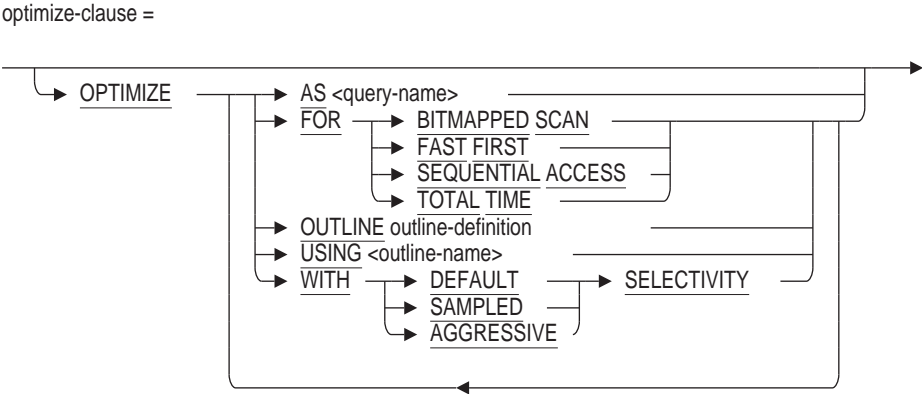 optimize-clause =
OPTIMIZE AS <query-name>
FOR BITMAPPED SCAN
FAST FIRST
SEQUENTIAL ACCESS
TOTAL TIME
OUTLINE outline-definition
USING <outline-name>
WITH DEFAULT SELECTIVITY
SAMPLED
AGGRESSIVE